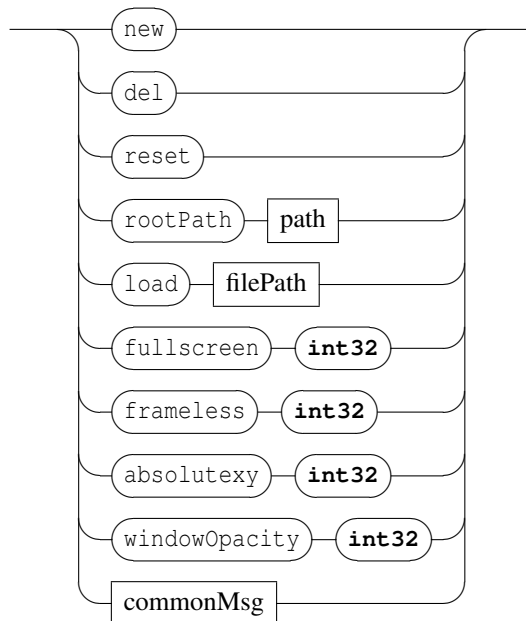 new
del
reset
rootPath path
load filePath
fullscreen int32
frameless int32
absolutexy int32
windowOpacity int32
commonMsg